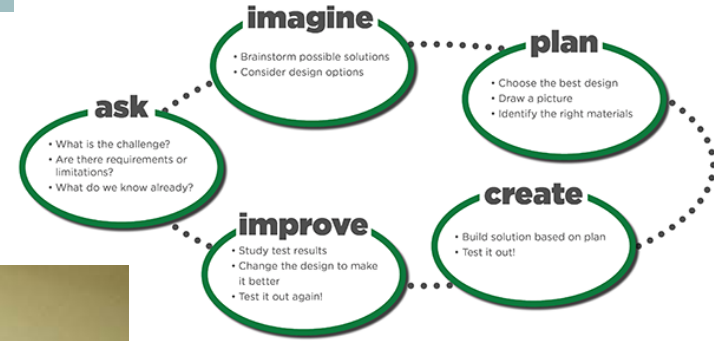 imagine
• Brainstorm possible solutions
• Consider design options
plan
• Choose the best design
• Draw a picture
• Identify the right materials
ask
• What is the challenge?
• Are there requirements or
limitations?
• What do we know already?
create
• Build solution based on plan
• Test it out!
improve
• Study test results
• Change the design to make
it better
• Test it out again!